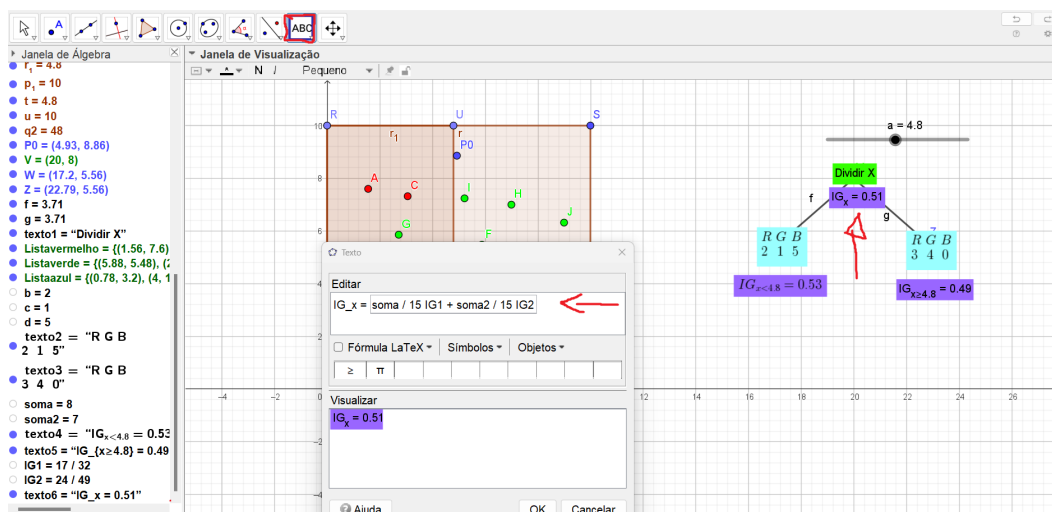 ABC
Janela de Álgebra
Janela de Visualização
N I Pequeno
r₁ = 4.8
p₁ = 10
t = 4.8
u = 10
q2 = 48
P0 = (4.93, 8.86)
V = (20, 8)
W = (17.2, 5.56)
Z = (22.79, 5.56)
f = 3.71
g = 3.71
texto1 = “Dividir X”
Listavermelho = {(1.56, 7.6)
Listaverde = {(5.88, 5.48), (2
Listaazul = {(0.78, 3.2), (4, 1
b = 2
c = 1
d = 5
texto2 = “R G B
2 1 5”
texto3 = “R G B
3 4 0”
soma = 8
soma2 = 7
texto4 = “IGₓ<4.8 = 0.53
texto5 = “IG_{x≥4.8} = 0.49
IG1 = 17 / 32
IG2 = 24 / 49
texto6 = “IG_x = 0.51”
R U S
10
r₁ r
P0
A C I H
8
G J
6
F
4
2
-2
-4
a = 4.8
Dividir X
IGₓ = 0.51
f g
R G B
2 1 5
R G B
3 4 0
IGₓ<4.8 = 0.53
IGₓ≥4.8 = 0.49
-4 -2 0 12 14 16 18 20 22 24 26
Texto
Editar
IG_x = soma / 15 IG1 + soma2 / 15 IG2
Fórmula LaTeX Símbolos Objetos
≥ π
Visualizar
IGₓ = 0.51
Ajuda OK Cancelar